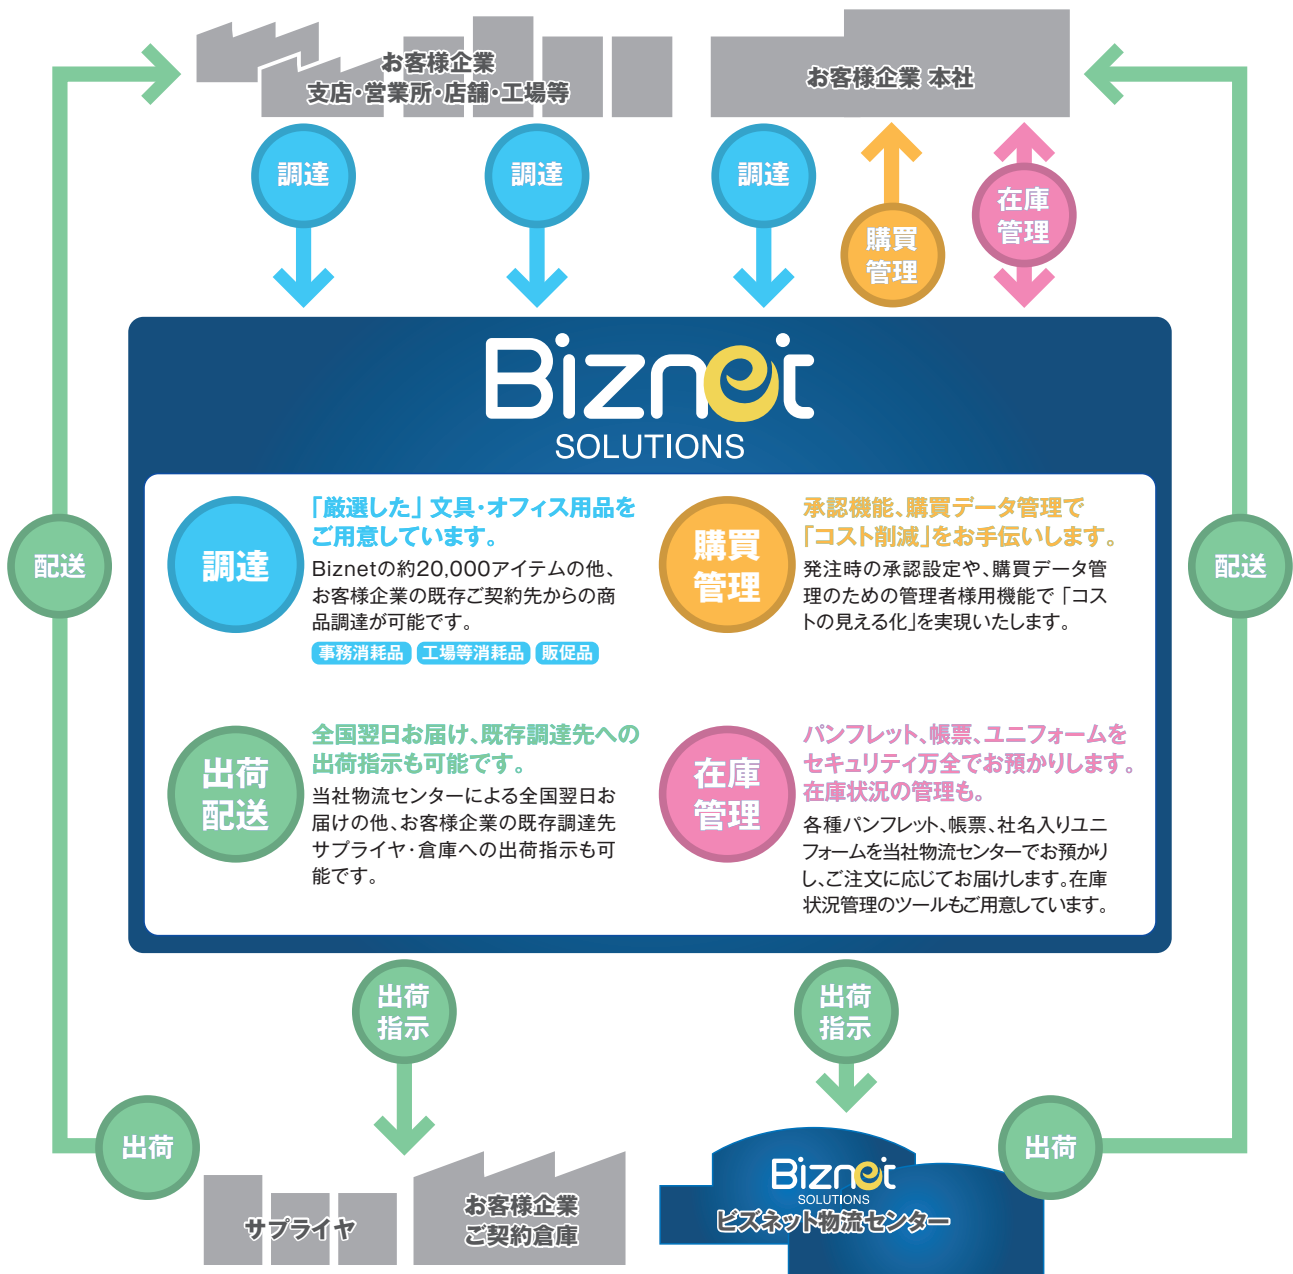 お客様企業
支店・営業所・店舗・工場等
お客様企業 本社
調達
調達
調達
購買
管理
在庫
管理
Biznet
SOLUTIONS
配送
配送
調達
「厳選した」文具・オフィス用品を
ご用意しています。
Biznetの約20,000アイテムの他、
お客様企業の既存ご契約先からの商
品調達が可能です。
事務消耗品 工場等消耗品 販促品
購買
管理
承認機能、購買データ管理で
「コスト削減」をお手伝いします。
発注時の承認設定や、購買データ管
理のための管理者様用機能で「コス
トの見える化」を実現いたします。
出荷
配送
全国翌日お届け、既存調達先への
出荷指示も可能です。
当社物流センターによる全国翌日お
届けの他、お客様企業の既存調達先
サプライヤ・倉庫への出荷指示も可
能です。
在庫
管理
パンフレット、帳票、ユニフォームを
セキュリティ万全でお預かりします。
在庫状況の管理も。
各種パンフレット、帳票、社名入りユニ
フォームを当社物流センターでお預かり
し、ご注文に応じてお届けします。在庫
状況管理のツールもご用意しています。
出荷
指示
出荷
指示
出荷
出荷
サプライヤ
お客様企業
ご契約倉庫
Biznet
SOLUTIONS
ビズネット物流センター